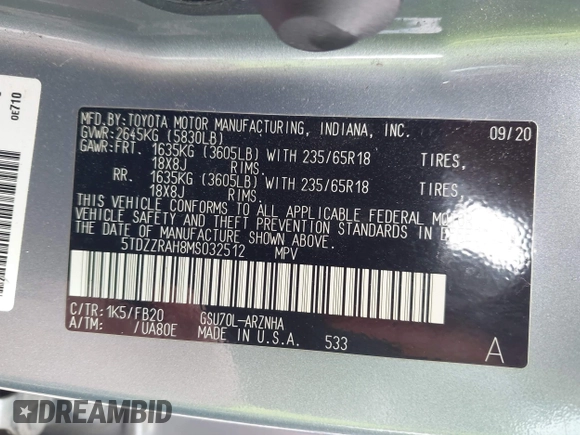 0E710
MFD.BY:TOYOTA MOTOR MANUFACTURING, INDIANA, INC. 09/20
GVWR:2645KG (5830LB)
GAWR:FRT. 1635KG (3605LB) WITH 235/65R18 TIRES,
18X8J RIMS.
RR. 1635KG (3605LB) WITH 235/65R18 TIRES,
18X8J RIMS.
THIS VEHICLE CONFORMS TO ALL APPLICABLE FEDERAL
VEHICLE SAFETY AND THEFT PREVENTION STANDARDS IN
THE DATE OF MANUFACTURE SHOWN ABOVE.
5TDZZRAH8MS032512 MPV
C/TR:1K5/FB20 GSU70L-ARZNHA
A/TM: /UA80E MADE IN U.S.A. 533 A
DREAMBID